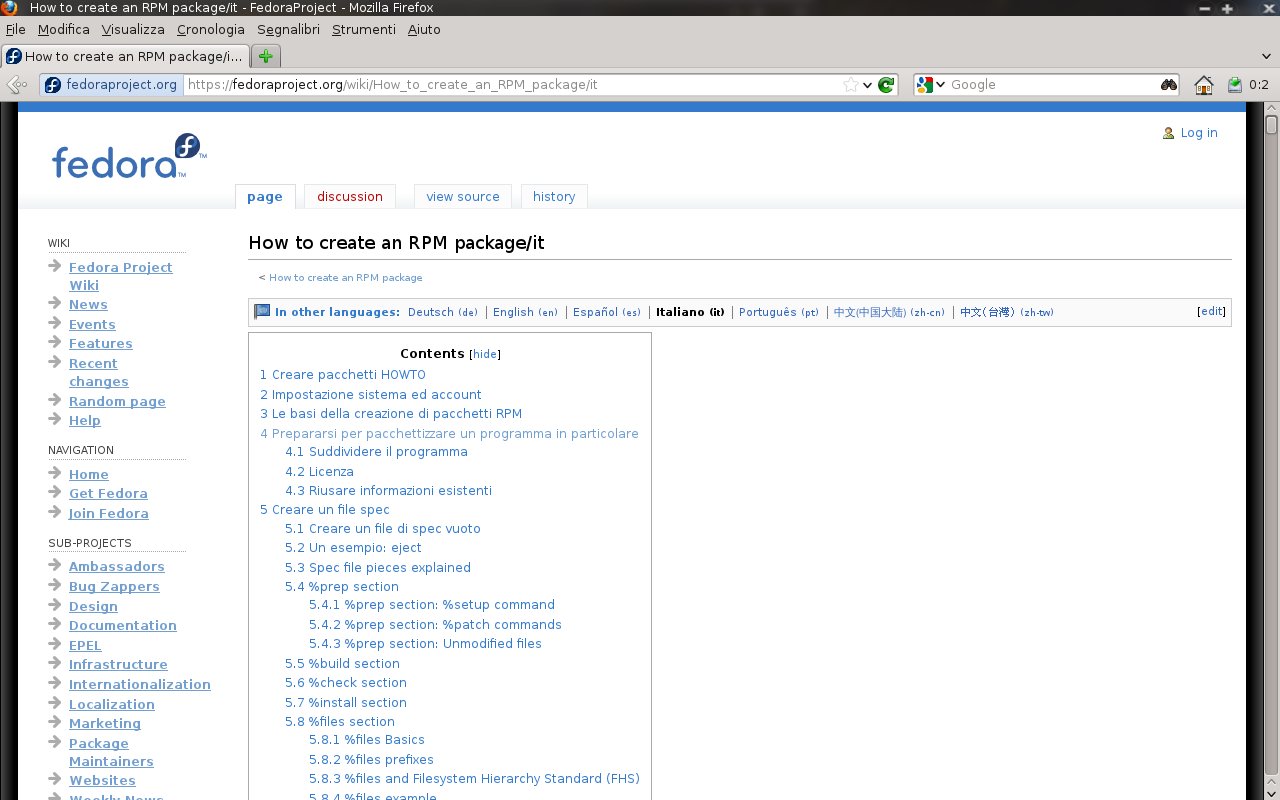 How to create an RPM package/it - FedoraProject - Mozilla Firefox
File Modifica Visualizza Cronologia Segnalibri Strumenti Aiuto
How to create an RPM package/i...
fedoraproject.org https://fedoraproject.org/wiki/How_to_create_an_RPM_package/it Google 0:2
Log in
fedora™
page discussion view source history
WIKI
Fedora Project
Wiki
News
Events
Features
Recent
changes
Random page
Help
NAVIGATION
Home
Get Fedora
Join Fedora
SUB-PROJECTS
Ambassadors
Bug Zappers
Design
Documentation
EPEL
Infrastructure
Internationalization
Localization
Marketing
Package
Maintainers
Websites
Weekly News
How to create an RPM package/it
< How to create an RPM package
In other languages: Deutsch (de) | English (en) | Español (es) | Italiano (it) | Português (pt) | 中文(中国大陆) (zh-cn) | 中文(台灣) (zh-tw) [edit]
Contents [hide]
1 Creare pacchetti HOWTO
2 Impostazione sistema ed account
3 Le basi della creazione di pacchetti RPM
4 Prepararsi per pacchettizzare un programma in particolare
4.1 Suddividere il programma
4.2 Licenza
4.3 Riusare informazioni esistenti
5 Creare un file spec
5.1 Creare un file di spec vuoto
5.2 Un esempio: eject
5.3 Spec file pieces explained
5.4 %prep section
5.4.1 %prep section: %setup command
5.4.2 %prep section: %patch commands
5.4.3 %prep section: Unmodified files
5.5 %build section
5.6 %check section
5.7 %install section
5.8 %files section
5.8.1 %files Basics
5.8.2 %files prefixes
5.8.3 %files and Filesystem Hierarchy Standard (FHS)
5.8.4 %files example